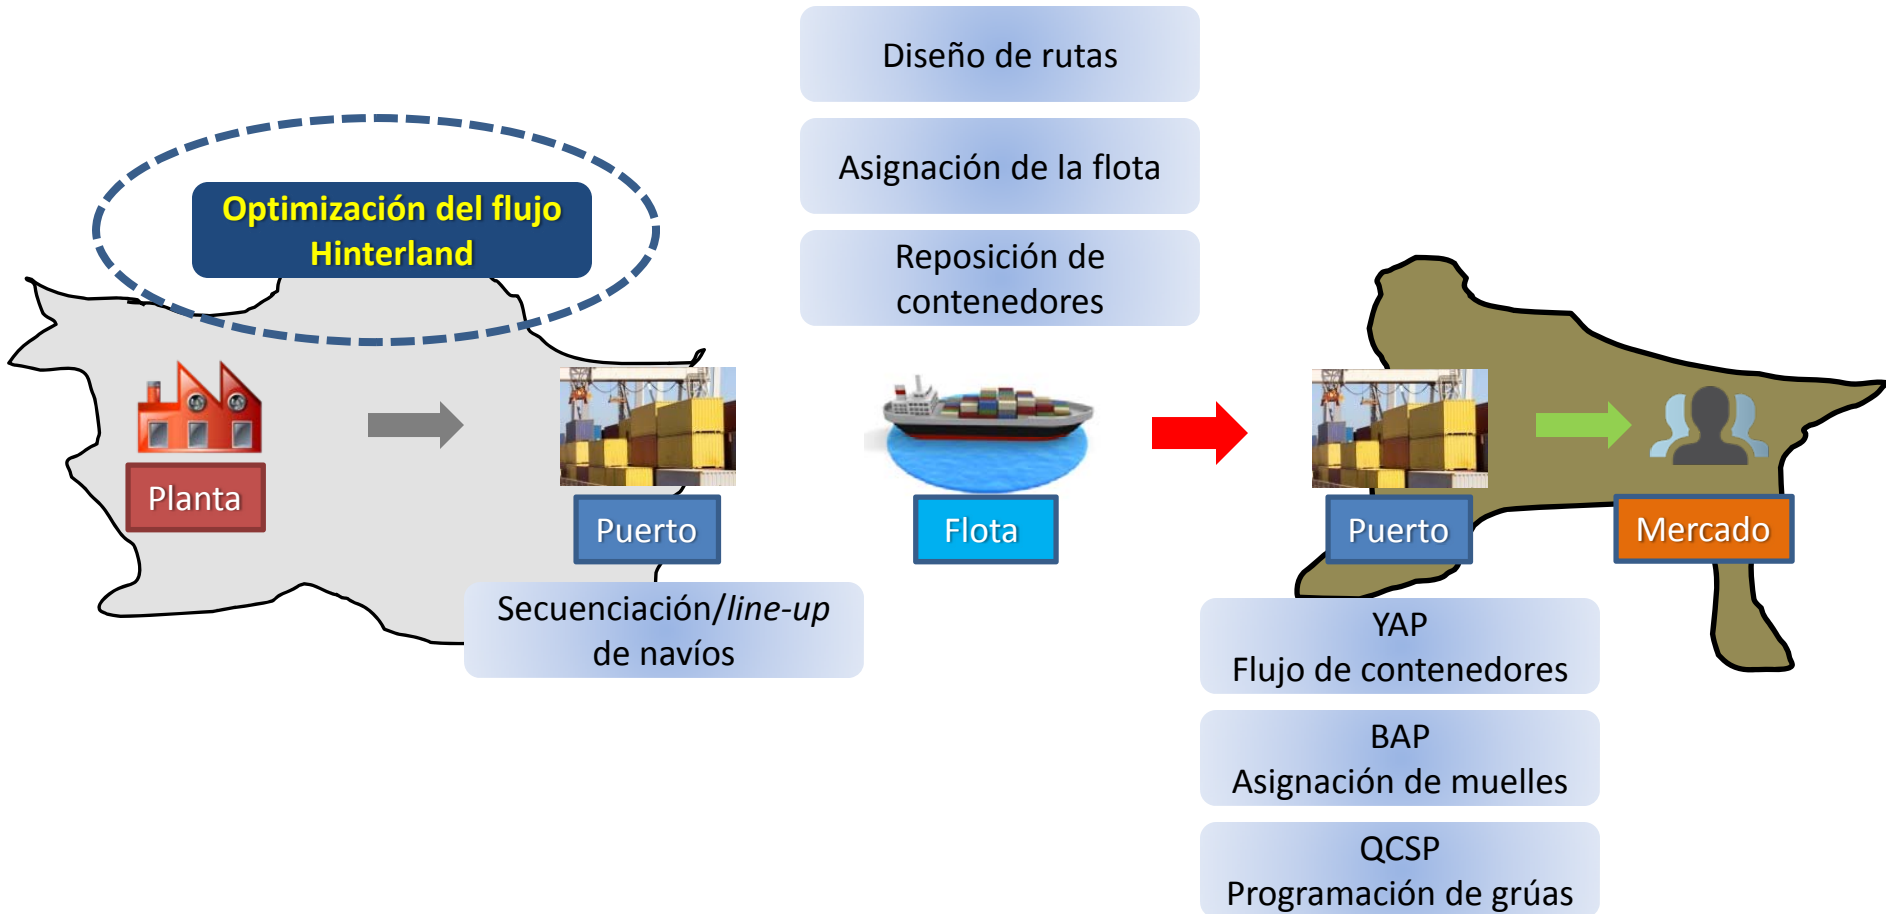 Diseño de rutas
Asignación de la flota
Reposición de
contenedores
Optimización del flujo
Hinterland
Planta
Puerto
Flota
Puerto
Mercado
Secuenciación/line-up
de navíos
YAP
Flujo de contenedores
BAP
Asignación de muelles
QCSP
Programación de grúas